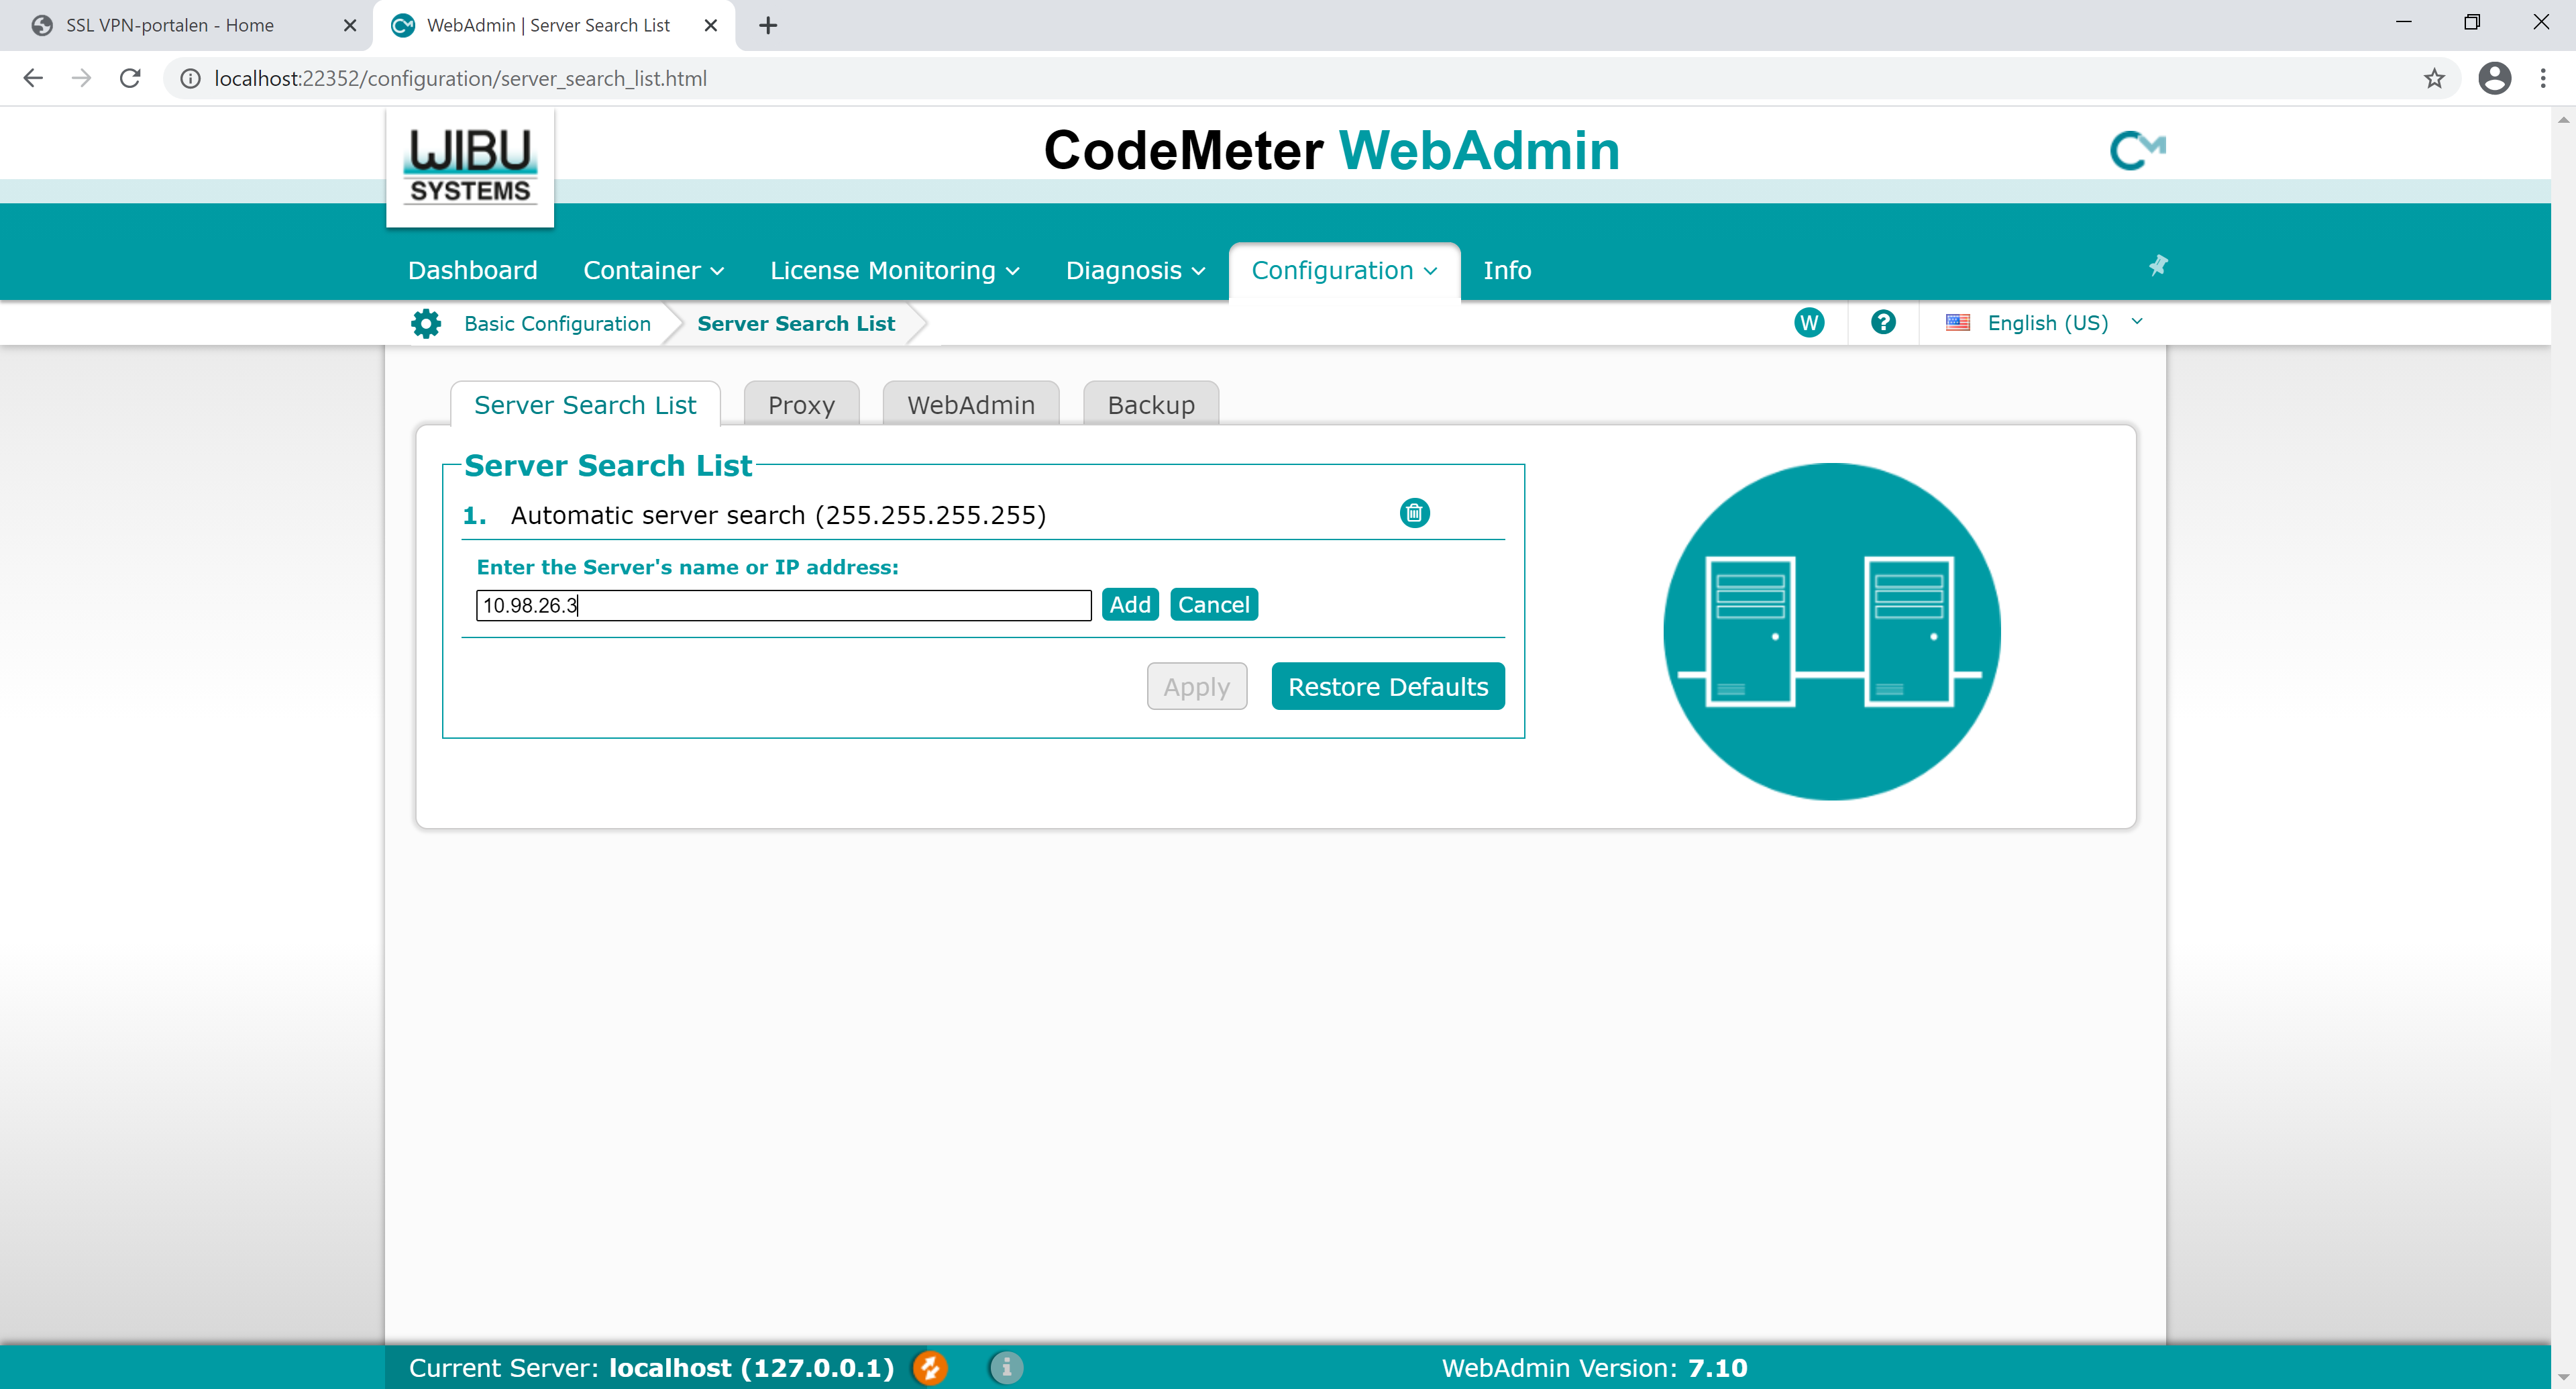 SSL VPN-portalen - Home
WebAdmin | Server Search List
localhost:22352/configuration/server_search_list.html
WIBU
SYSTEMS
CodeMeter WebAdmin
CM
Dashboard
Container
License Monitoring
Diagnosis
Configuration
Info
Basic Configuration
Server Search List
W
?
English (US)
Server Search List
Proxy
WebAdmin
Backup
Server Search List
1. Automatic server search (255.255.255.255)
Enter the Server's name or IP address:
10.98.26.3
Add
Cancel
Apply
Restore Defaults
Current Server: localhost (127.0.0.1)
i
WebAdmin Version: 7.10